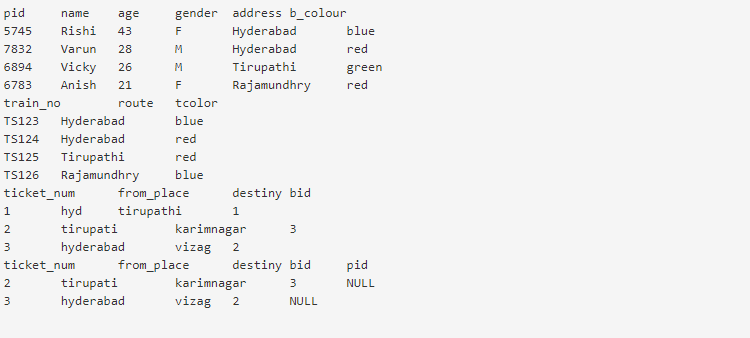 pid name age gender address b_colour
5745 Rishi 43 F Hyderabad blue
7832 Varun 28 M Hyderabad red
6894 Vicky 26 M Tirupathi green
6783 Anish 21 F Rajamundhry red
train_no route tcolor
TS123 Hyderabad blue
TS124 Hyderabad red
TS125 Tirupathi red
TS126 Rajamundhry blue
ticket_num from_place destiny bid
1 hyd tirupathi 1
2 tirupati karimnagar 3
3 hyderabad vizag 2
ticket_num from_place destiny bid pid
2 tirupati karimnagar 3 NULL
3 hyderabad vizag 2 NULL